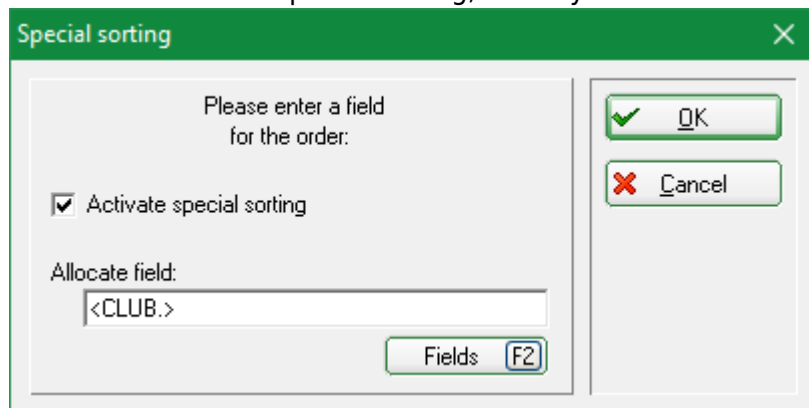 Special sorting
Please enter a field
for the order:
Activate special sorting
Allocate field:
<CLUB.>
Fields F2
OK
Cancel